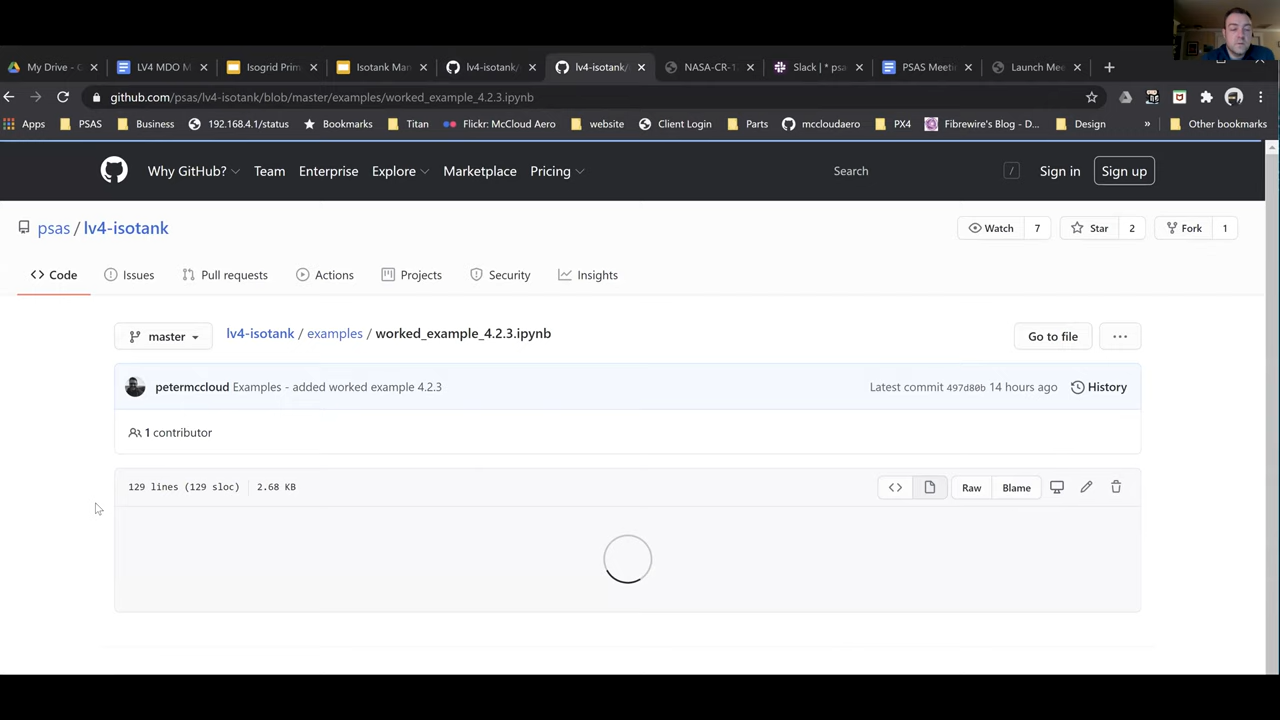 My Drive - G
LV4 MDO M
Isogrid Prim
Isotank Man
lv4-isotank/
lv4-isotank/
NASA-CR-1
Slack | * psa
PSAS Meetin
Launch Mee
github.com/psas/lv4-isotank/blob/master/examples/worked_example_4.2.3.ipynb
Apps
PSAS
Business
192.168.4.1/status
Bookmarks
Titan
Flickr: McCloud Aero
website
Client Login
Parts
mccloudaero
PX4
Fibrewire's Blog - D...
Design
»
Other bookmarks
Why GitHub?
Team
Enterprise
Explore
Marketplace
Pricing
Search
/
Sign in
Sign up
psas / lv4-isotank
Watch 7
Star 2
Fork 1
<> Code
Issues
Pull requests
Actions
Projects
Security
Insights
master
lv4-isotank / examples / worked_example_4.2.3.ipynb
Go to file
...
petermccloud Examples - added worked example 4.2.3
Latest commit 497d80b 14 hours ago
History
1 contributor
129 lines (129 sloc) 2.68 KB
<>
Raw
Blame